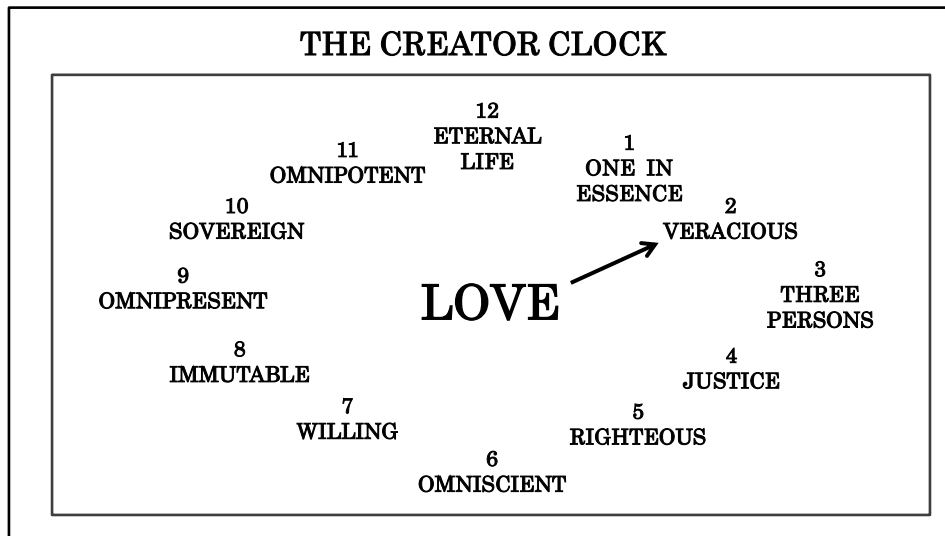 THE CREATOR CLOCK
12
ETERNAL
LIFE
1
ONE IN
ESSENCE
2
VERACIOUS
3
THREE
PERSONS
4
JUSTICE
5
RIGHTEOUS
6
OMNISCIENT
7
WILLING
8
IMMUTABLE
9
OMNIPRESENT
10
SOVEREIGN
11
OMNIPOTENT
LOVE